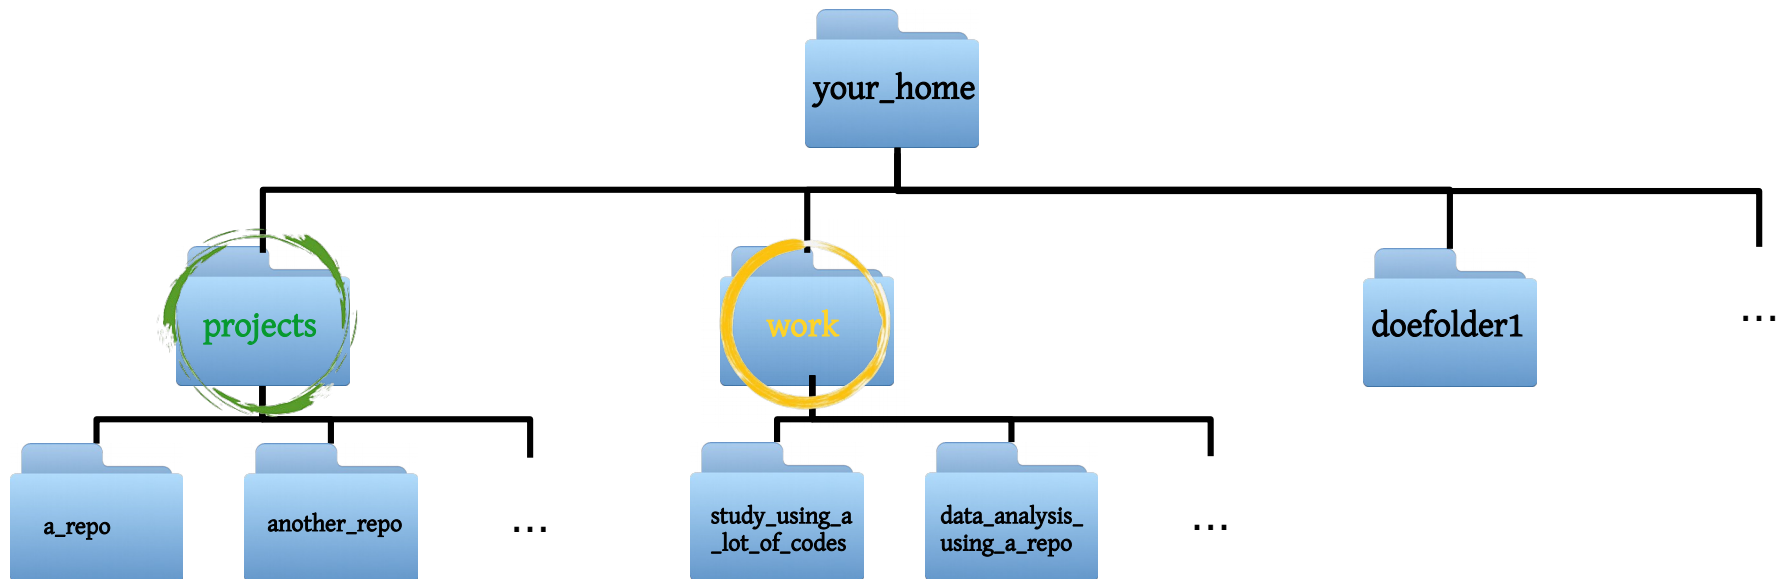 your_home
projects
work
doefolder1
...
a_repo
another_repo
...
study_using_a
_lot_of_codes
data_analysis_
using_a_repo
...